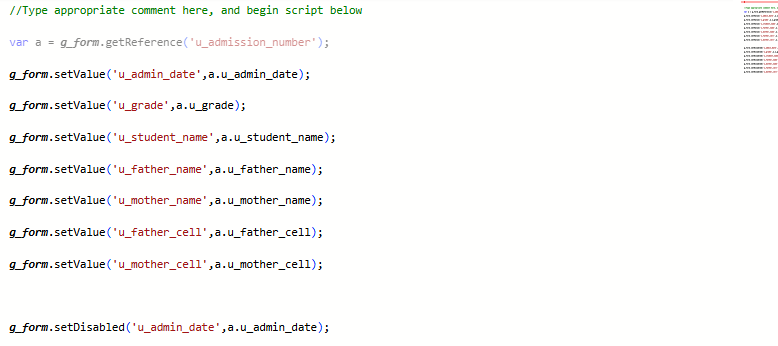 //Type appropriate comment here, and begin script below
var a = g_form.getReference('u_admission_number');
g_form.setValue('u_admin_date',a.u_admin_date);
g_form.setValue('u_grade',a.u_grade);
g_form.setValue('u_student_name',a.u_student_name);
g_form.setValue('u_father_name',a.u_father_name);
g_form.setValue('u_mother_name',a.u_mother_name);
g_form.setValue('u_father_cell',a.u_father_cell);
g_form.setValue('u_mother_cell',a.u_mother_cell);
g_form.setDisabled('u_admin_date',a.u_admin_date);